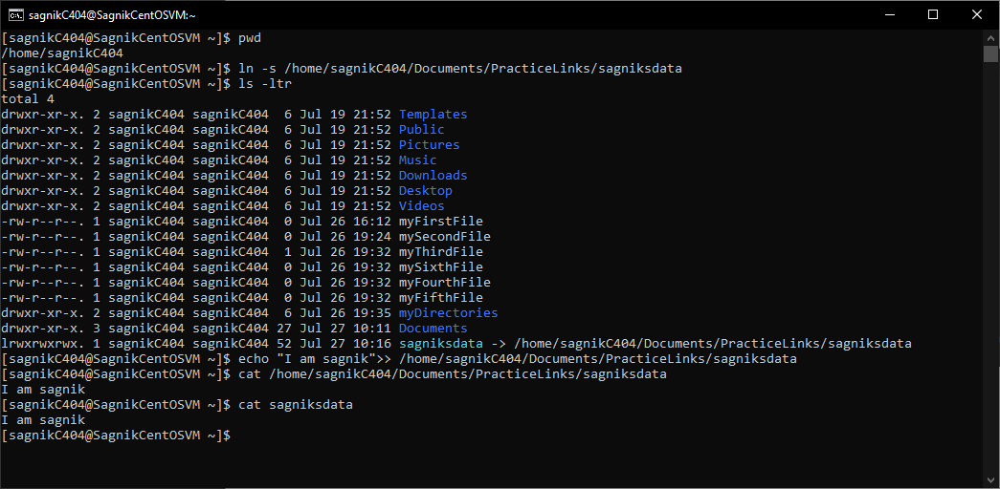 sagnikC404@SagnikCentOSVM:~
[sagnikC404@SagnikCentOSVM ~]$ pwd
/home/sagnikC404
[sagnikC404@SagnikCentOSVM ~]$ ln -s /home/sagnikC404/Documents/PracticeLinks/sagniksdata
[sagnikC404@SagnikCentOSVM ~]$ ls -ltr
total 4
drwxr-xr-x. 2 sagnikC404 sagnikC404  6 Jul 19 21:52 Templates
drwxr-xr-x. 2 sagnikC404 sagnikC404  6 Jul 19 21:52 Public
drwxr-xr-x. 2 sagnikC404 sagnikC404  6 Jul 19 21:52 Pictures
drwxr-xr-x. 2 sagnikC404 sagnikC404  6 Jul 19 21:52 Music
drwxr-xr-x. 2 sagnikC404 sagnikC404  6 Jul 19 21:52 Downloads
drwxr-xr-x. 2 sagnikC404 sagnikC404  6 Jul 19 21:52 Desktop
drwxr-xr-x. 2 sagnikC404 sagnikC404  6 Jul 19 21:52 Videos
-rw-r--r--. 1 sagnikC404 sagnikC404  0 Jul 26 16:12 myFirstFile
-rw-r--r--. 1 sagnikC404 sagnikC404  0 Jul 26 19:24 mySecondFile
-rw-r--r--. 1 sagnikC404 sagnikC404  1 Jul 26 19:32 myThirdFile
-rw-r--r--. 1 sagnikC404 sagnikC404  0 Jul 26 19:32 mySixthFile
-rw-r--r--. 1 sagnikC404 sagnikC404  0 Jul 26 19:32 myFourthFile
-rw-r--r--. 1 sagnikC404 sagnikC404  0 Jul 26 19:32 myFifthFile
drwxr-xr-x. 2 sagnikC404 sagnikC404  6 Jul 26 19:35 myDirectories
drwxr-xr-x. 3 sagnikC404 sagnikC404 27 Jul 27 10:11 Documents
lrwxrwxrwx. 1 sagnikC404 sagnikC404 52 Jul 27 10:16 sagniksdata -> /home/sagnikC404/Documents/PracticeLinks/sagniksdata
[sagnikC404@SagnikCentOSVM ~]$ echo "I am sagnik">> /home/sagnikC404/Documents/PracticeLinks/sagniksdata
[sagnikC404@SagnikCentOSVM ~]$ cat /home/sagnikC404/Documents/PracticeLinks/sagniksdata
I am sagnik
[sagnikC404@SagnikCentOSVM ~]$ cat sagniksdata
I am sagnik
[sagnikC404@SagnikCentOSVM ~]$